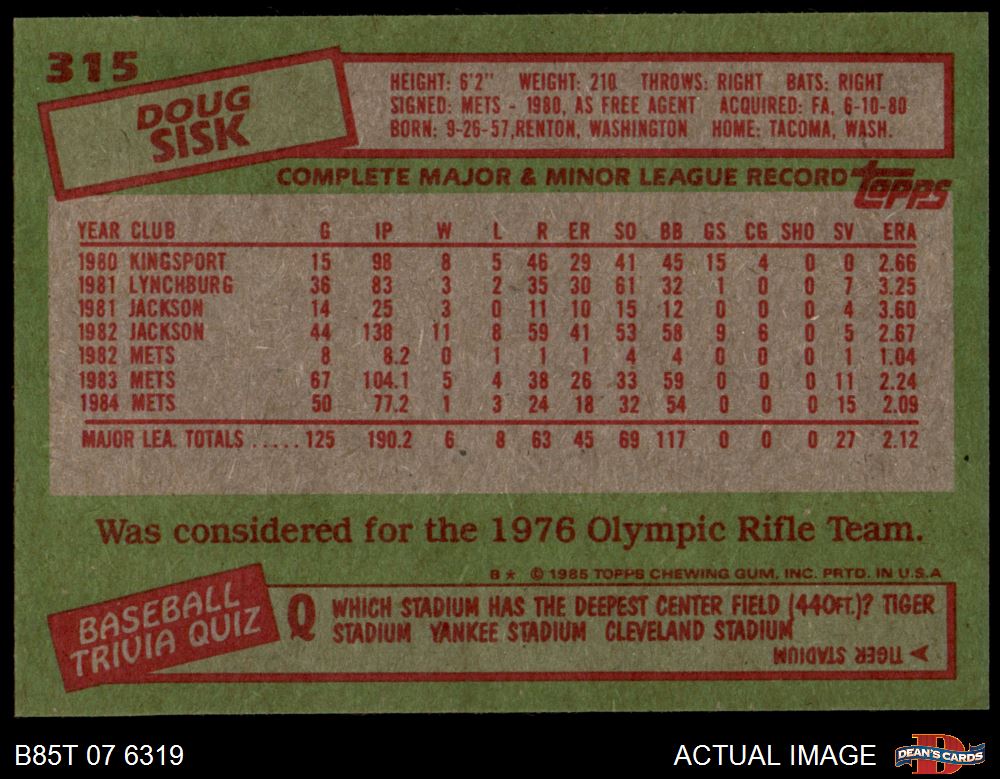 315
DOUG
SISK
HEIGHT: 6'2" WEIGHT: 210 THROWS: RIGHT BATS: RIGHT
SIGNED: METS - 1980, AS FREE AGENT ACQUIRED: FA, 6-10-80
BORN: 9-26-57, RENTON, WASHINGTON HOME: TACOMA, WASH.
COMPLETE MAJOR & MINOR LEAGUE RECORD topps
YEAR CLUB G IP W L R ER SO BB GS CG SHO SV ERA
1980 KINGSPORT 15 98 8 5 46 29 41 45 15 4 0 0 2.66
1981 LYNCHBURG 36 83 3 2 35 30 61 32 1 0 0 7 3.25
1981 JACKSON 14 25 3 0 11 10 15 12 0 0 0 4 3.60
1982 JACKSON 44 138 11 8 59 41 53 58 9 6 0 5 2.67
1982 METS 8 8.2 0 1 1 1 4 4 0 0 0 1 1.04
1983 METS 67 104.1 5 4 38 26 33 59 0 0 0 11 2.24
1984 METS 50 77.2 1 3 24 18 32 54 0 0 0 15 2.09
MAJOR LEA. TOTALS ..... 125 190.2 6 8 63 45 69 117 0 0 0 27 2.12
Was considered for the 1976 Olympic Rifle Team.
B* © 1985 TOPPS CHEWING GUM, INC. PRTD. IN U.S.A
BASEBALL
TRIVIA QUIZ
Q WHICH STADIUM HAS THE DEEPEST CENTER FIELD (440FT.)? TIGER
STADIUM YANKEE STADIUM CLEVELAND STADIUM
TIGER STADIUM
B85T 07 6319
ACTUAL IMAGE
DEAN'S CARDS